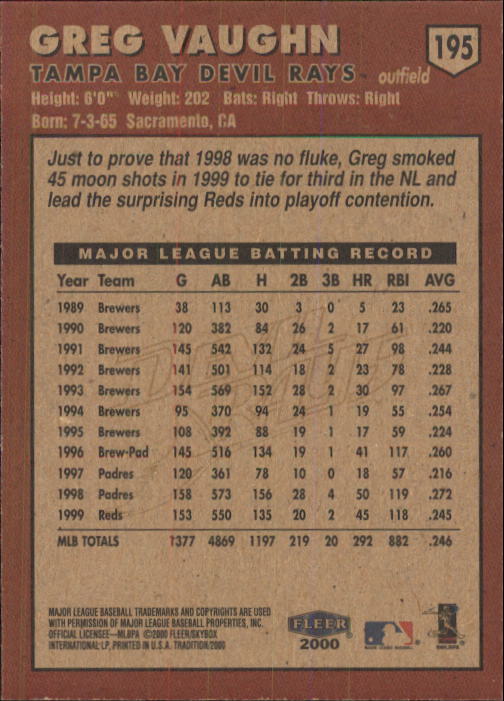 GREG VAUGHN
195
TAMPA BAY DEVIL RAYS outfield
Height: 6'0" Weight: 202 Bats: Right Throws: Right
Born: 7-3-65 Sacramento, CA
Just to prove that 1998 was no fluke, Greg smoked
45 moon shots in 1999 to tie for third in the NL and
lead the surprising Reds into playoff contention.
MAJOR LEAGUE BATTING RECORD
Year Team G AB H 2B 3B HR RBI AVG
1989 Brewers 38 113 30 3 0 5 23 .265
1990 Brewers 120 382 84 26 2 17 61 .220
1991 Brewers 145 542 132 24 5 27 98 .244
1992 Brewers 141 501 114 18 2 23 78 .228
1993 Brewers 154 569 152 28 2 30 97 .267
1994 Brewers 95 370 94 24 1 19 55 .254
1995 Brewers 108 392 88 19 1 17 59 .224
1996 Brew-Pad 145 516 134 19 1 41 117 .260
1997 Padres 120 361 78 10 0 18 57 .216
1998 Padres 158 573 156 28 4 50 119 .272
1999 Reds 153 550 135 20 2 45 118 .245
MLB TOTALS 1377 4869 1197 219 20 292 882 .246
MAJOR LEAGUE BASEBALL TRADEMARKS AND COPYRIGHTS ARE USED
WITH PERMISSION OF MAJOR LEAGUE BASEBALL PROPERTIES, INC.
OFFICIAL LICENSEE—MLBPA ©2000 FLEER/SKYBOX
INTERNATIONAL LP, PRINTED IN U.S.A. TRADITION/2000
FLEER
2000